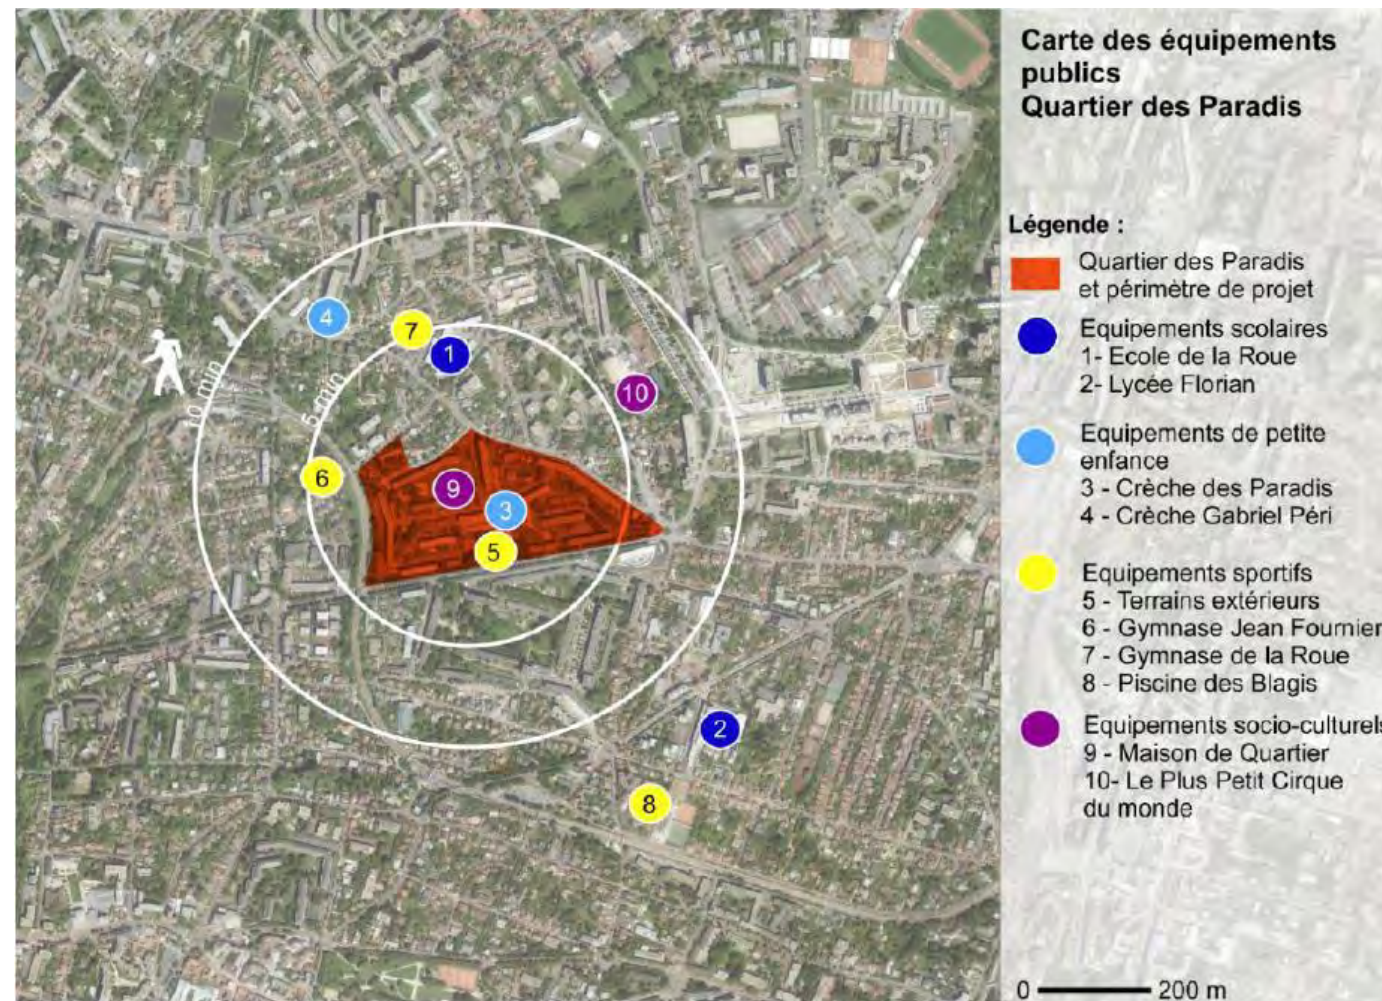 Carte des équipements
publics
Quartier des Paradis
Légende :
Quartier des Paradis
et périmètre de projet
Equipements scolaires
1- Ecole de la Roue
2- Lycée Florian
Equipements de petite
enfance
3 - Crèche des Paradis
4 - Crèche Gabriel Péri
Equipements sportifs
5 - Terrains extérieurs
6 - Gymnase Jean Fournier
7 - Gymnase de la Roue
8 - Piscine des Blagis
Equipements socio-culturels
9 - Maison de Quartier
10- Le Plus Petit Cirque
du monde
0 200 m
4
7
1
10 min
5 min
10
6
9
3
5
2
8